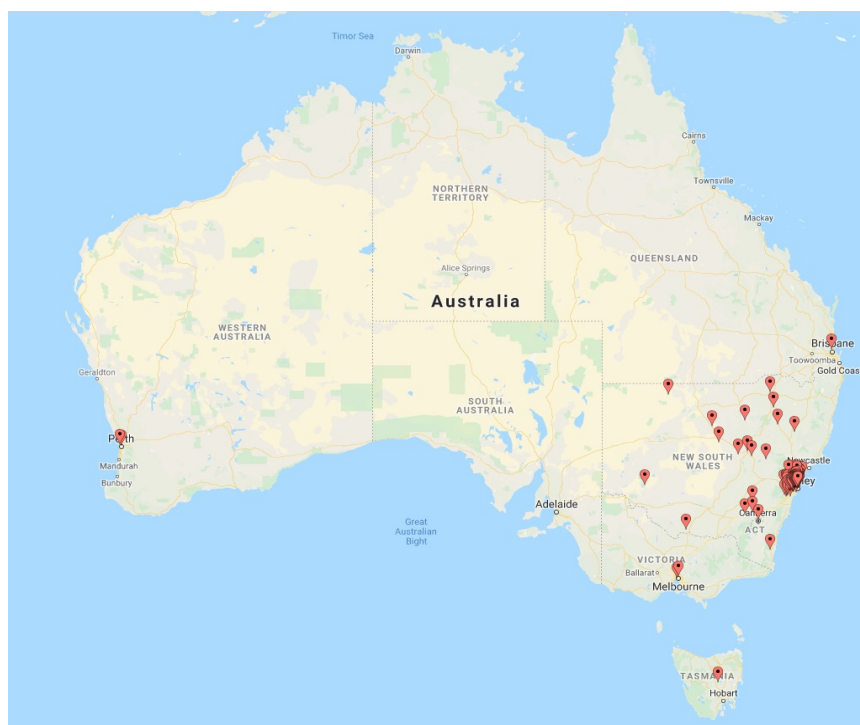 Timor Sea
Darwin
Cairns
Townsville
NORTHERN
TERRITORY
Mackay
QUEENSLAND
Alice Springs
Australia
WESTERN
AUSTRALIA
Brisbane
Toowoomba
Gold Coas
Geraldton
SOUTH
AUSTRALIA
Perth
Mandurah
Bunbury
NEW SOUTH
WALES
Newcastle
ney
Adelaide
Canberra
Great
Australian
Bight
ACT
VICTORIA
Ballarat
Melbourne
TASMANIA
Hobart